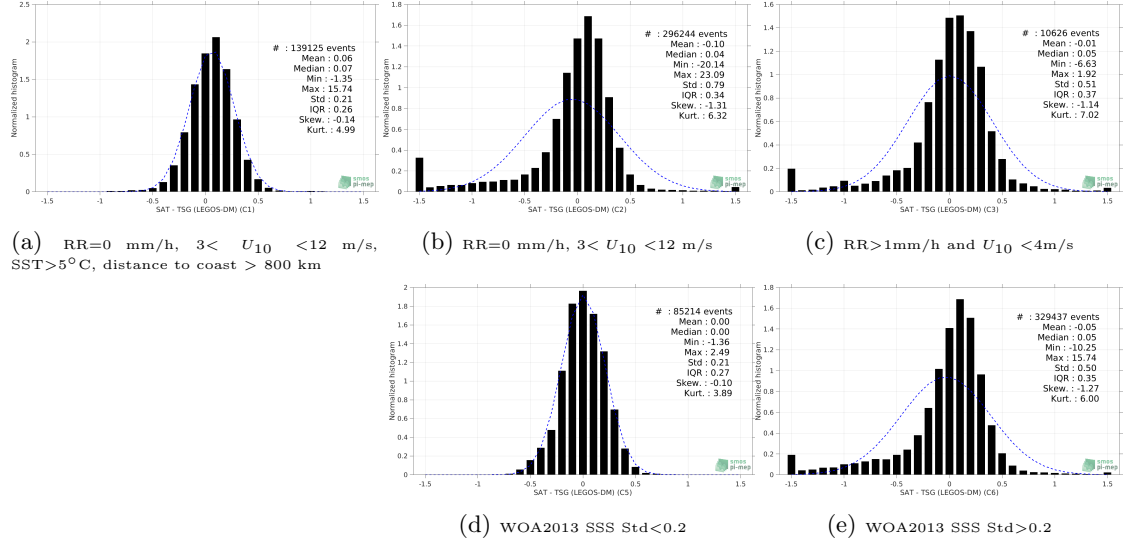 2.5
2
1.5
1
0.5
0
Normalized histogram
-1.5 -1 -0.5 0 0.5 1 1.5
SAT - TSG (LEGOS-DM) (C1)
# : 139125 events
Mean : 0.06
Median : 0.07
Min : -1.35
Max : 15.74
Std : 0.21
IQR : 0.26
Skew. : -0.14
Kurt. : 4.99
smos
pi-mep
(a) RR=0 mm/h, 3< U10 <12 m/s,
SST>5°C, distance to coast > 800 km
1.8
1.6
1.4
1.2
1
0.8
0.6
0.4
0.2
0
Normalized histogram
-1.5 -1 -0.5 0 0.5 1 1.5
SAT - TSG (LEGOS-DM) (C2)
# : 296244 events
Mean : -0.10
Median : 0.04
Min : -20.14
Max : 23.09
Std : 0.79
IQR : 0.34
Skew. : -1.31
Kurt. : 6.32
smos
pi-mep
(b) RR=0 mm/h, 3< U10 <12 m/s
1.6
1.4
1.2
1
0.8
0.6
0.4
0.2
0
Normalized histogram
-1.5 -1 -0.5 0 0.5 1 1.5
SAT - TSG (LEGOS-DM) (C3)
# : 10626 events
Mean : -0.01
Median : 0.05
Min : -6.63
Max : 1.92
Std : 0.51
IQR : 0.37
Skew. : -1.14
Kurt. : 7.02
smos
pi-mep
(c) RR>1mm/h and U10 <4m/s
2
1.8
1.6
1.4
1.2
1
0.8
0.6
0.4
0.2
0
Normalized histogram
-1.5 -1 -0.5 0 0.5 1 1.5
SAT - TSG (LEGOS-DM) (C5)
# : 85214 events
Mean : 0.00
Median : 0.00
Min : -1.36
Max : 2.49
Std : 0.21
IQR : 0.27
Skew. : -0.10
Kurt. : 3.89
smos
pi-mep
(d) WOA2013 SSS Std<0.2
1.8
1.6
1.4
1.2
1
0.8
0.6
0.4
0.2
0
Normalized histogram
-1.5 -1 -0.5 0 0.5 1 1.5
SAT - TSG (LEGOS-DM) (C6)
# : 329437 events
Mean : -0.05
Median : 0.05
Min : -10.25
Max : 15.74
Std : 0.50
IQR : 0.35
Skew. : -1.27
Kurt. : 6.00
smos
pi-mep
(e) WOA2013 SSS Std>0.2